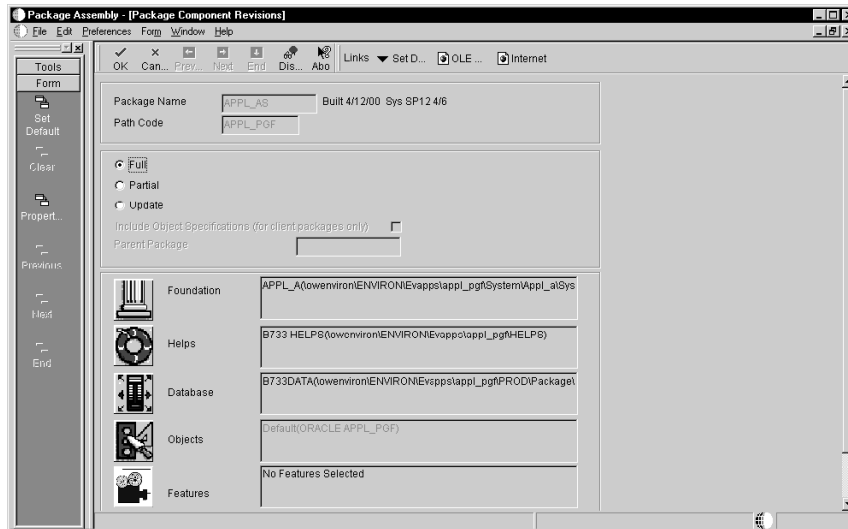 Package Assembly - [Package Component Revisions]
File Edit Preferences Form Window Help
OK Can... Prev... Next End Dis... Abo Links Set D... OLE ... Internet
Tools
Form
Set Default
Clear
Propert...
Previous
Next
End
Package Name APPL_AS Built 4/12/00 Sys SP12 4/6
Path Code APPL_PGF
Full
Partial
Update
Include Object Specifications (for client packages only)
Parent Package
Foundation APPL_A(\owenviron\ENVIRON\Evapps\appl_pgf\System\Appl_a\Sys
Helps B733 HELPS(\owenviron\ENVIRON\Evapps\appl_pgf\HELPS)
Database B733DATA(\owenviron\ENVIRON\Evapps\appl_pgf\PROD\Package\
Objects Default(ORACLE APPL_PGF)
Features No Features Selected